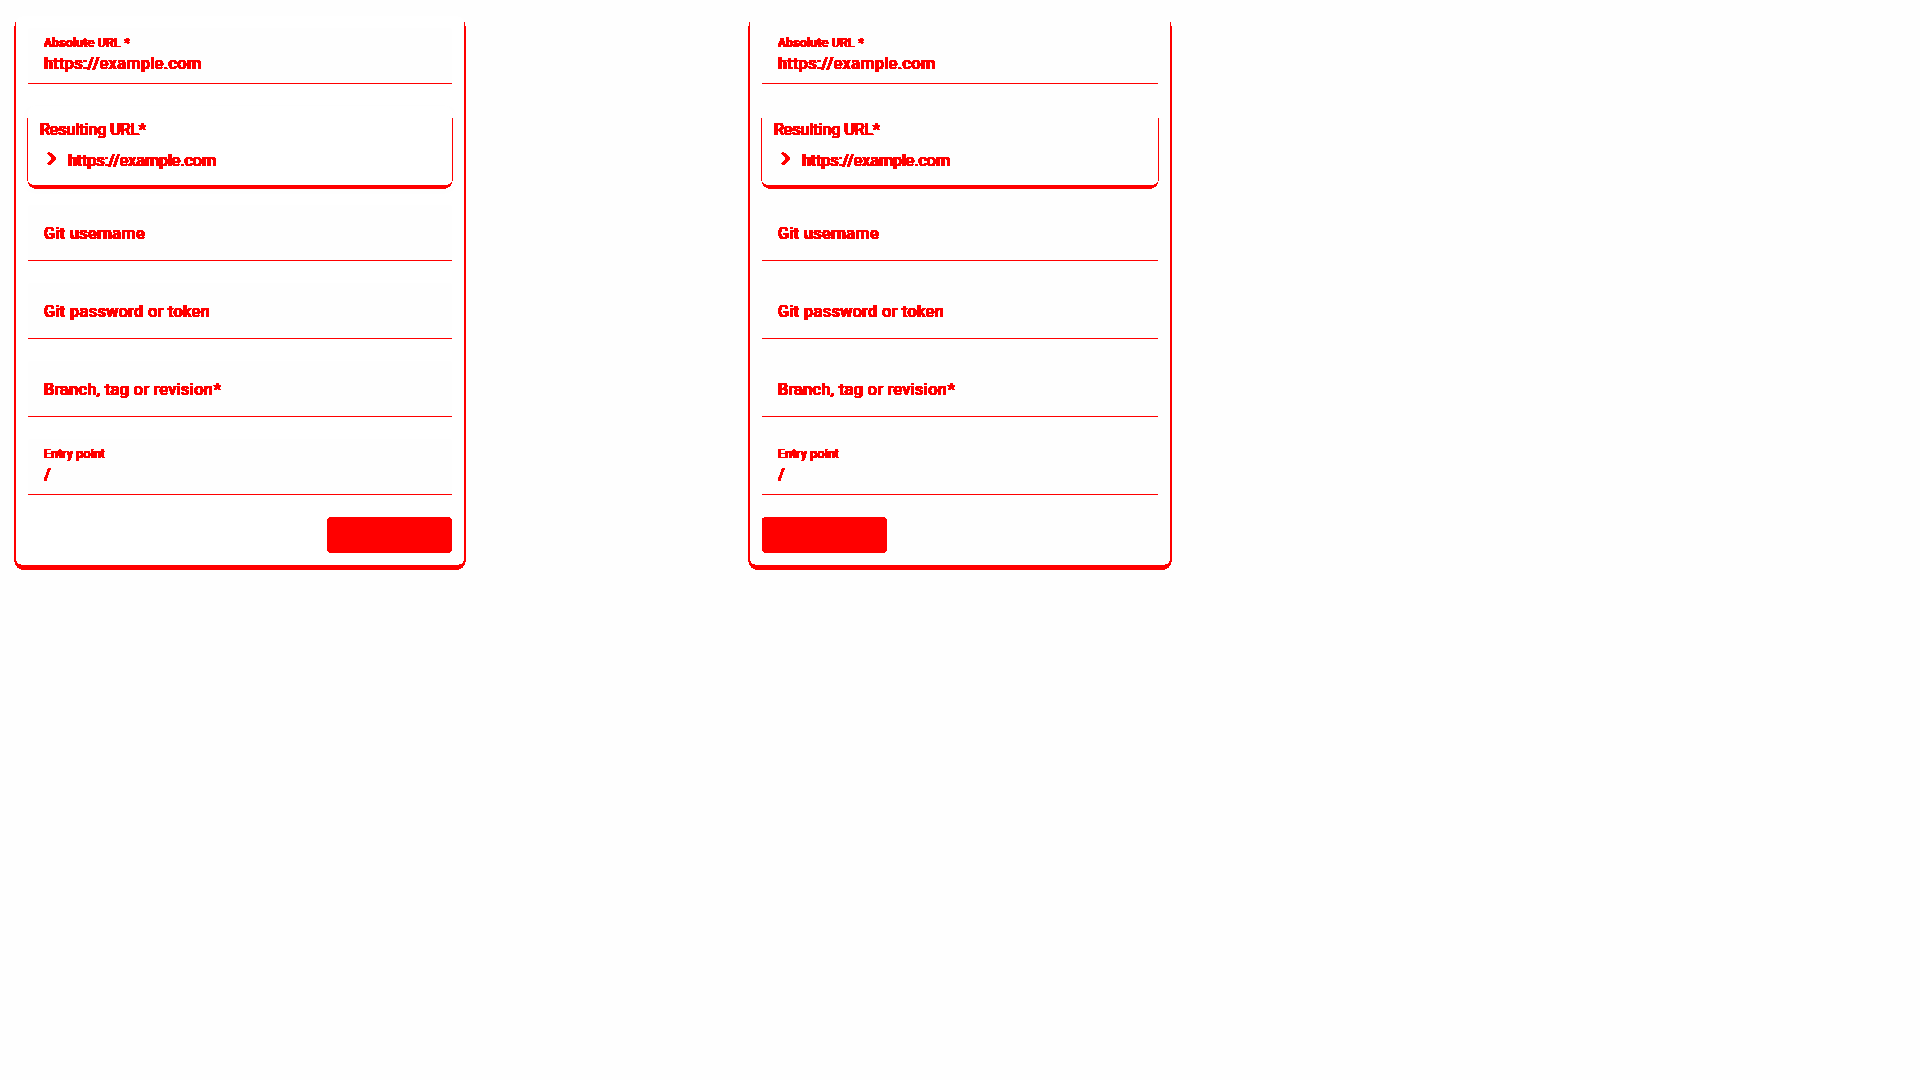 Absolute URL *
https://example.com
Resulting URL*
https://example.com
Git username
Git password or token
Branch, tag or revision*
Entry point
/
Absolute URL *
https://example.com
Resulting URL*
https://example.com
Git username
Git password or token
Branch, tag or revision*
Entry point
/